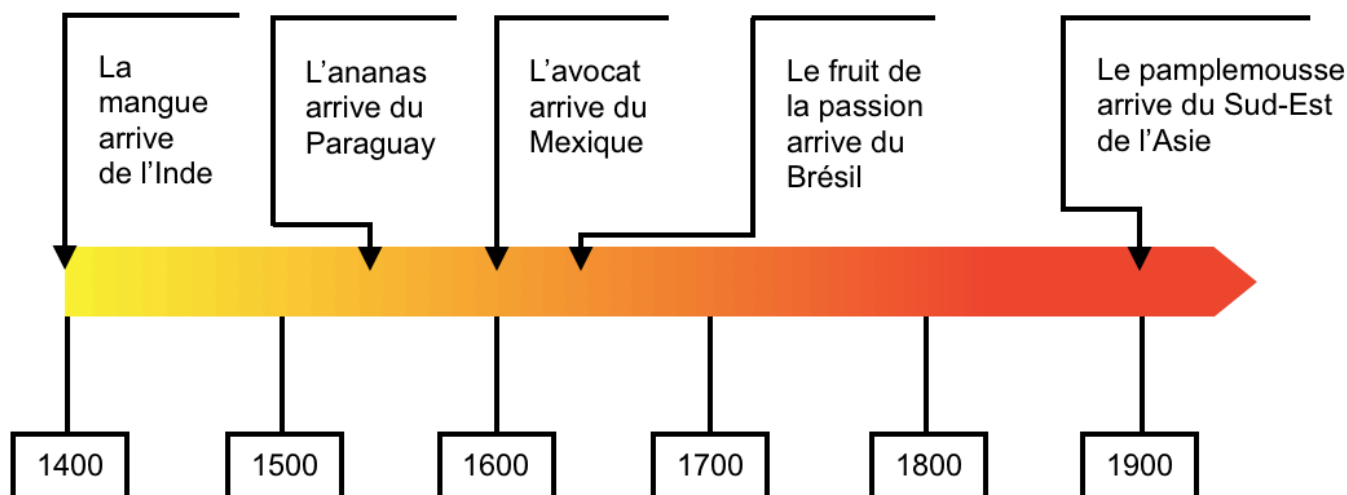 La
mangue
arrive
de l’Inde
L’ananas
arrive du
Paraguay
L’avocat
arrive du
Mexique
Le fruit de
la passion
arrive du
Brésil
Le pamplemousse
arrive du Sud-Est
de l’Asie
1400
1500
1600
1700
1800
1900